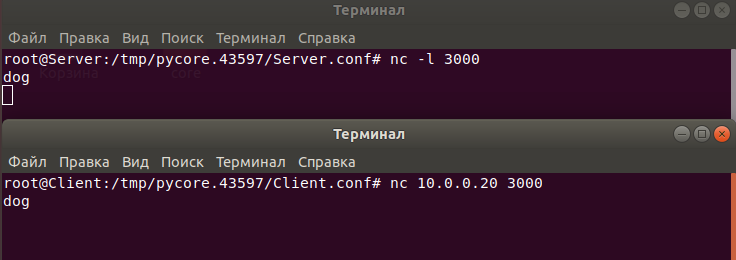 Терминал
Файл Правка Вид Поиск Терминал Справка
root@Server:/tmp/pycore.43597/Server.conf# nc -l 3000
Корзина core
dog
Терминал
Файл Правка Вид Поиск Терминал Справка
root@Client:/tmp/pycore.43597/Client.conf# nc 10.0.0.20 3000
dog